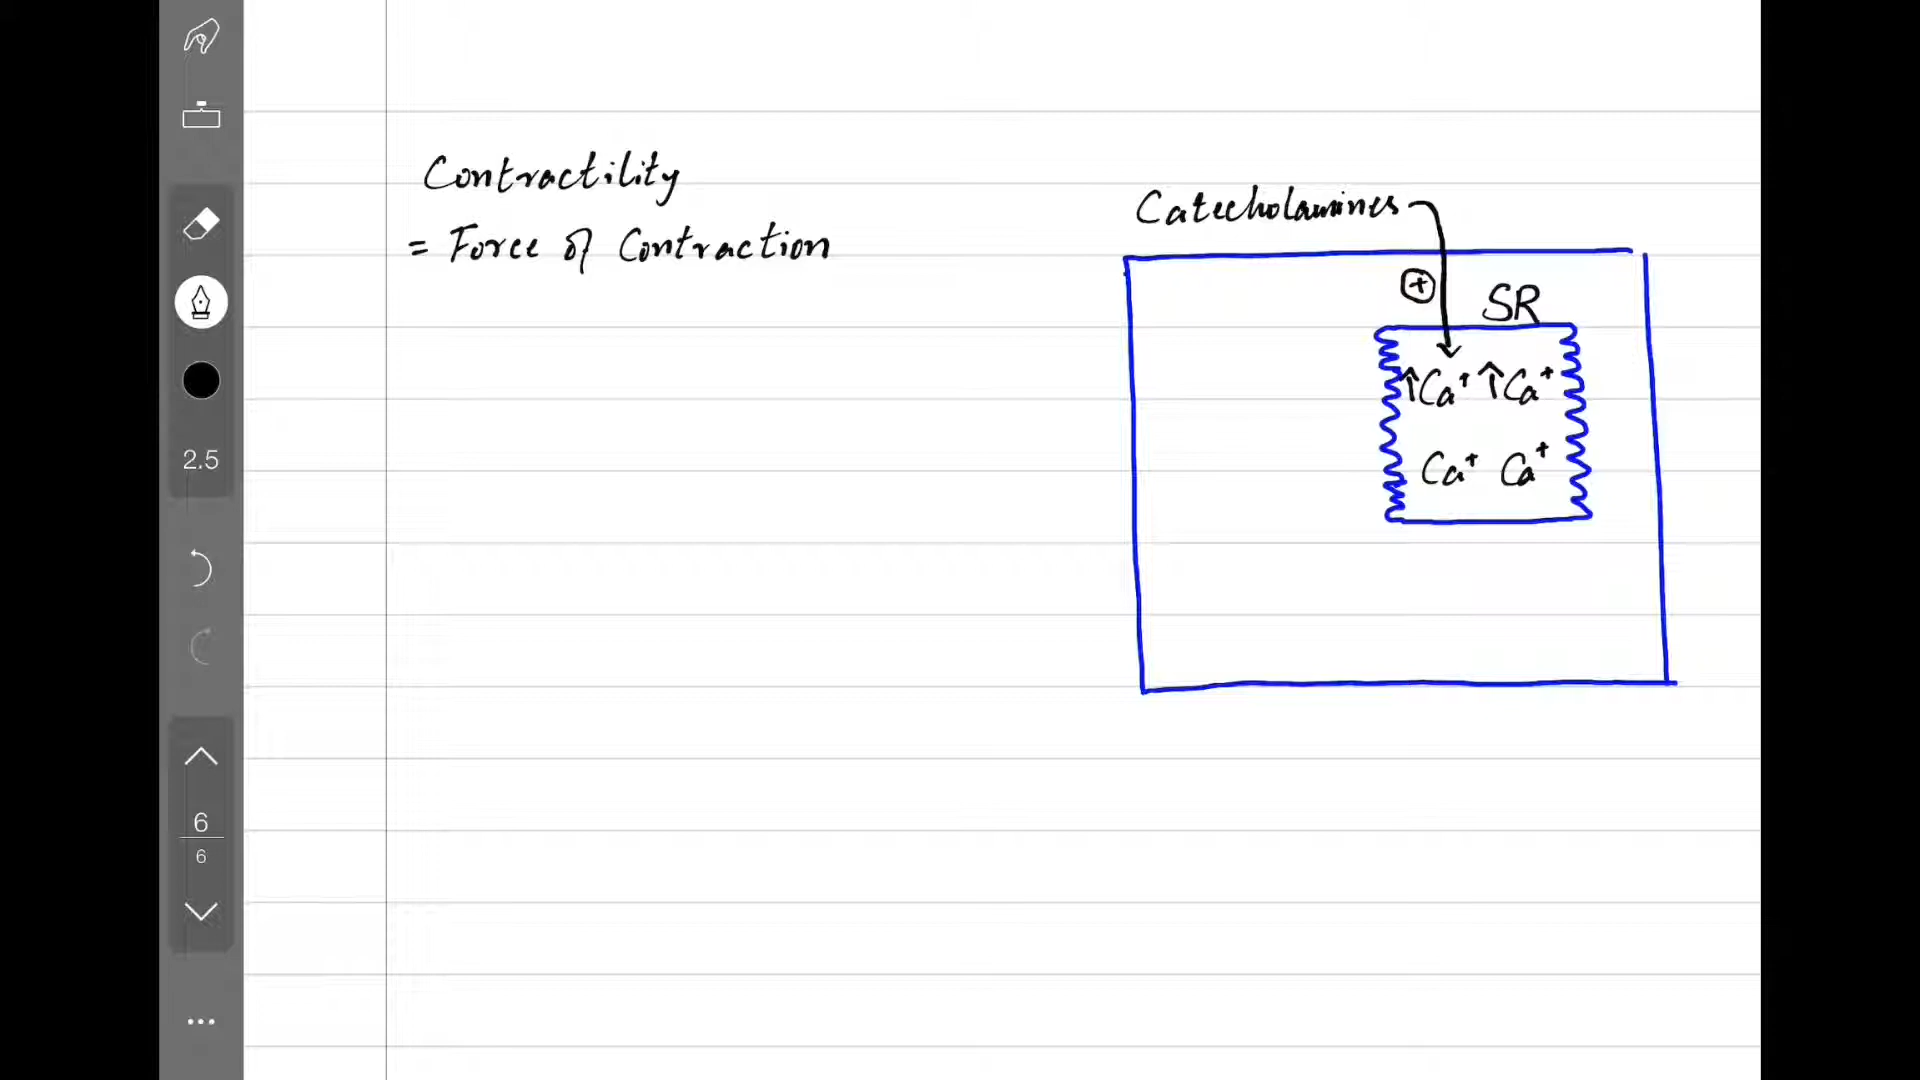 Contractility
= Force of Contraction
Catecholamines
+
SR
↑Ca⁺ ↑Ca⁺
Ca⁺ Ca⁺
2.5
6
6